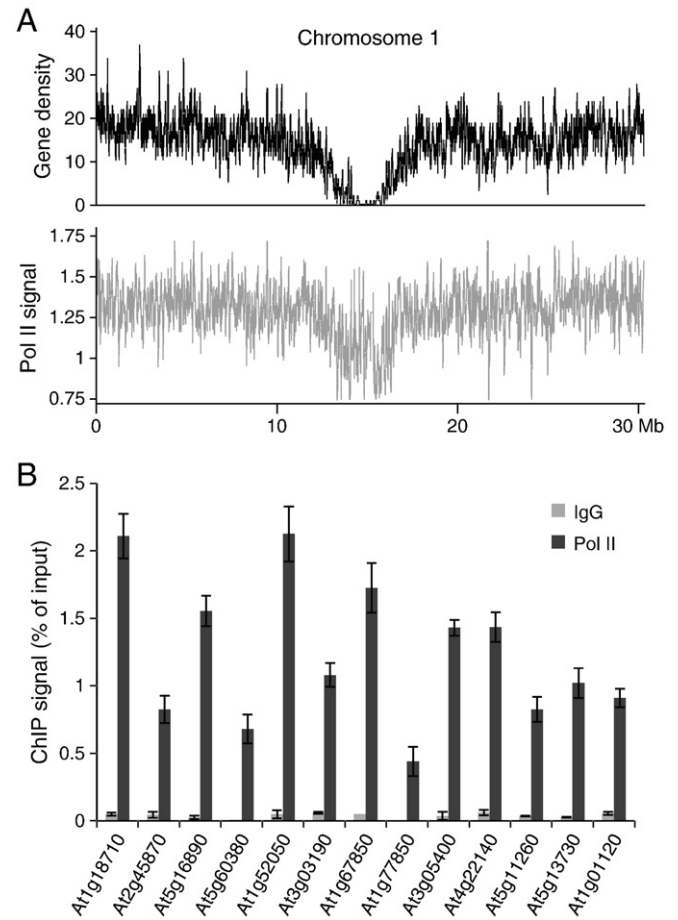 A
Chromosome 1
Gene density
40
30
20
10
0
Pol II signal
1.75
1.5
1.25
1
0.75
0 10 20 30 Mb
B
ChIP signal (% of input)
2.5
2
1.5
1
0.5
0
IgG
Pol II
At1g18710
At2g45870
At5g16890
At5g60380
At1g52050
At3g03190
At1g67850
At1g77850
At3g05400
At4g22140
At5g11260
At5g13730
At1g01120